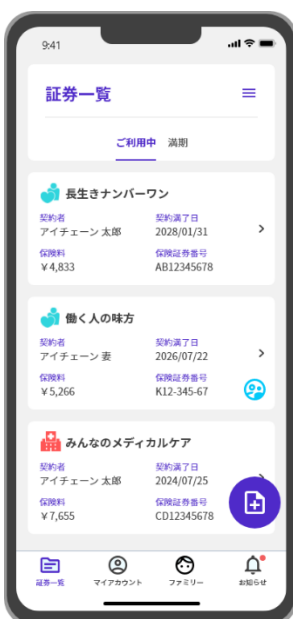 9:41
証券一覧
ご利用中 満期
長生きナンバーワン
契約者 契約満了日
アイチェーン 太郎 2028/01/31
保険料 保険証券番号
¥4,833 AB12345678
働く人の味方
契約者 契約満了日
アイチェーン 妻 2026/07/22
保険料 保険証券番号
¥5,266 K12-345-67
みんなのメディカルケア
契約者 契約満了日
アイチェーン 太郎 2024/07/25
保険料 保険証券番号
¥7,655 CD12345678
証券一覧 マイアカウント ファミリー お知らせ